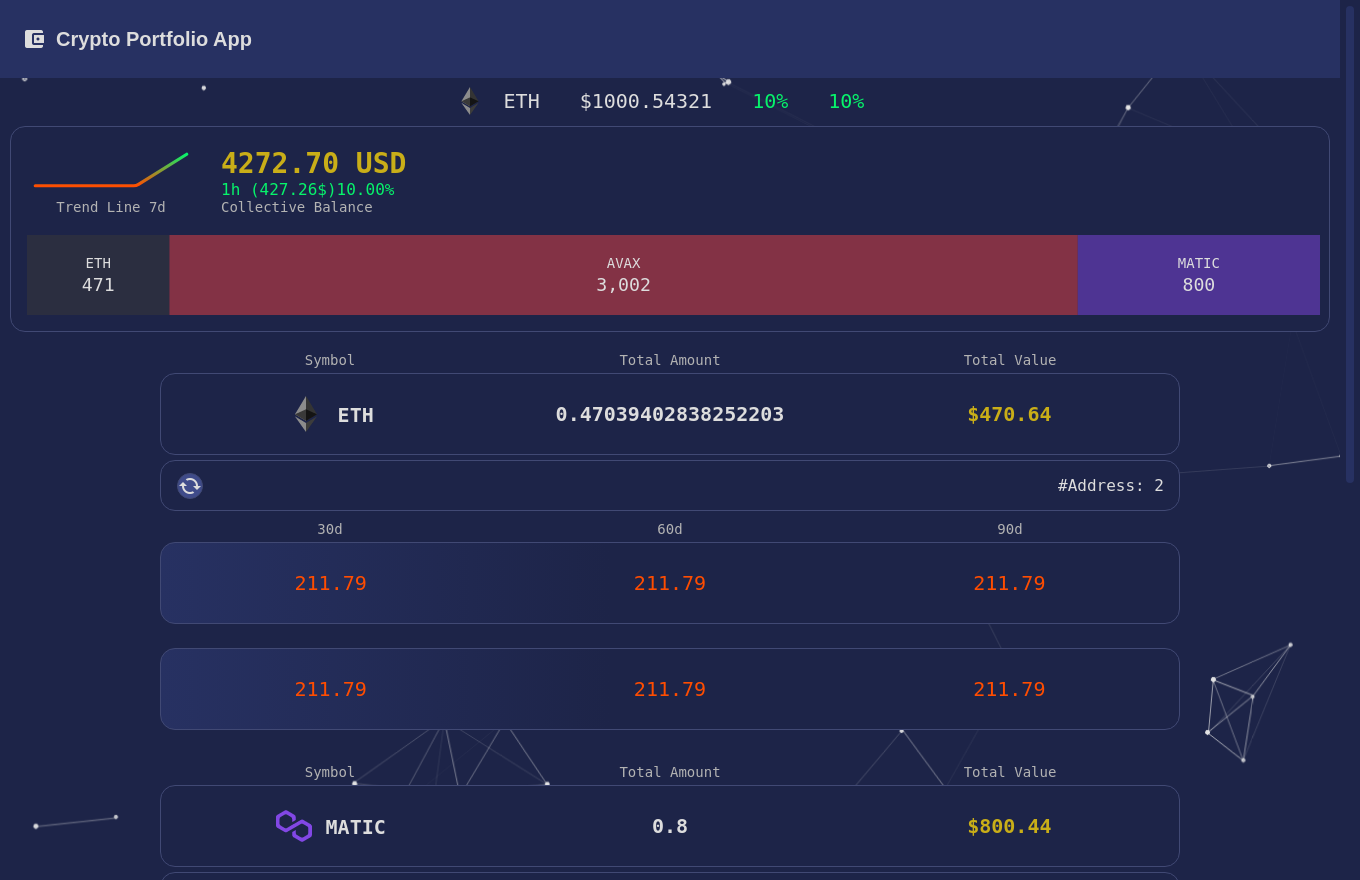 Crypto Portfolio App
ETH $1000.54321 10% 10%
4272.70 USD
1h (427.26$)10.00%
Trend Line 7d Collective Balance
ETH AVAX MATIC
471 3,002 800
Symbol Total Amount Total Value
ETH 0.47039402838252203 $470.64
#Address: 2
30d 60d 90d
211.79 211.79 211.79
211.79 211.79 211.79
Symbol Total Amount Total Value
MATIC 0.8 $800.44